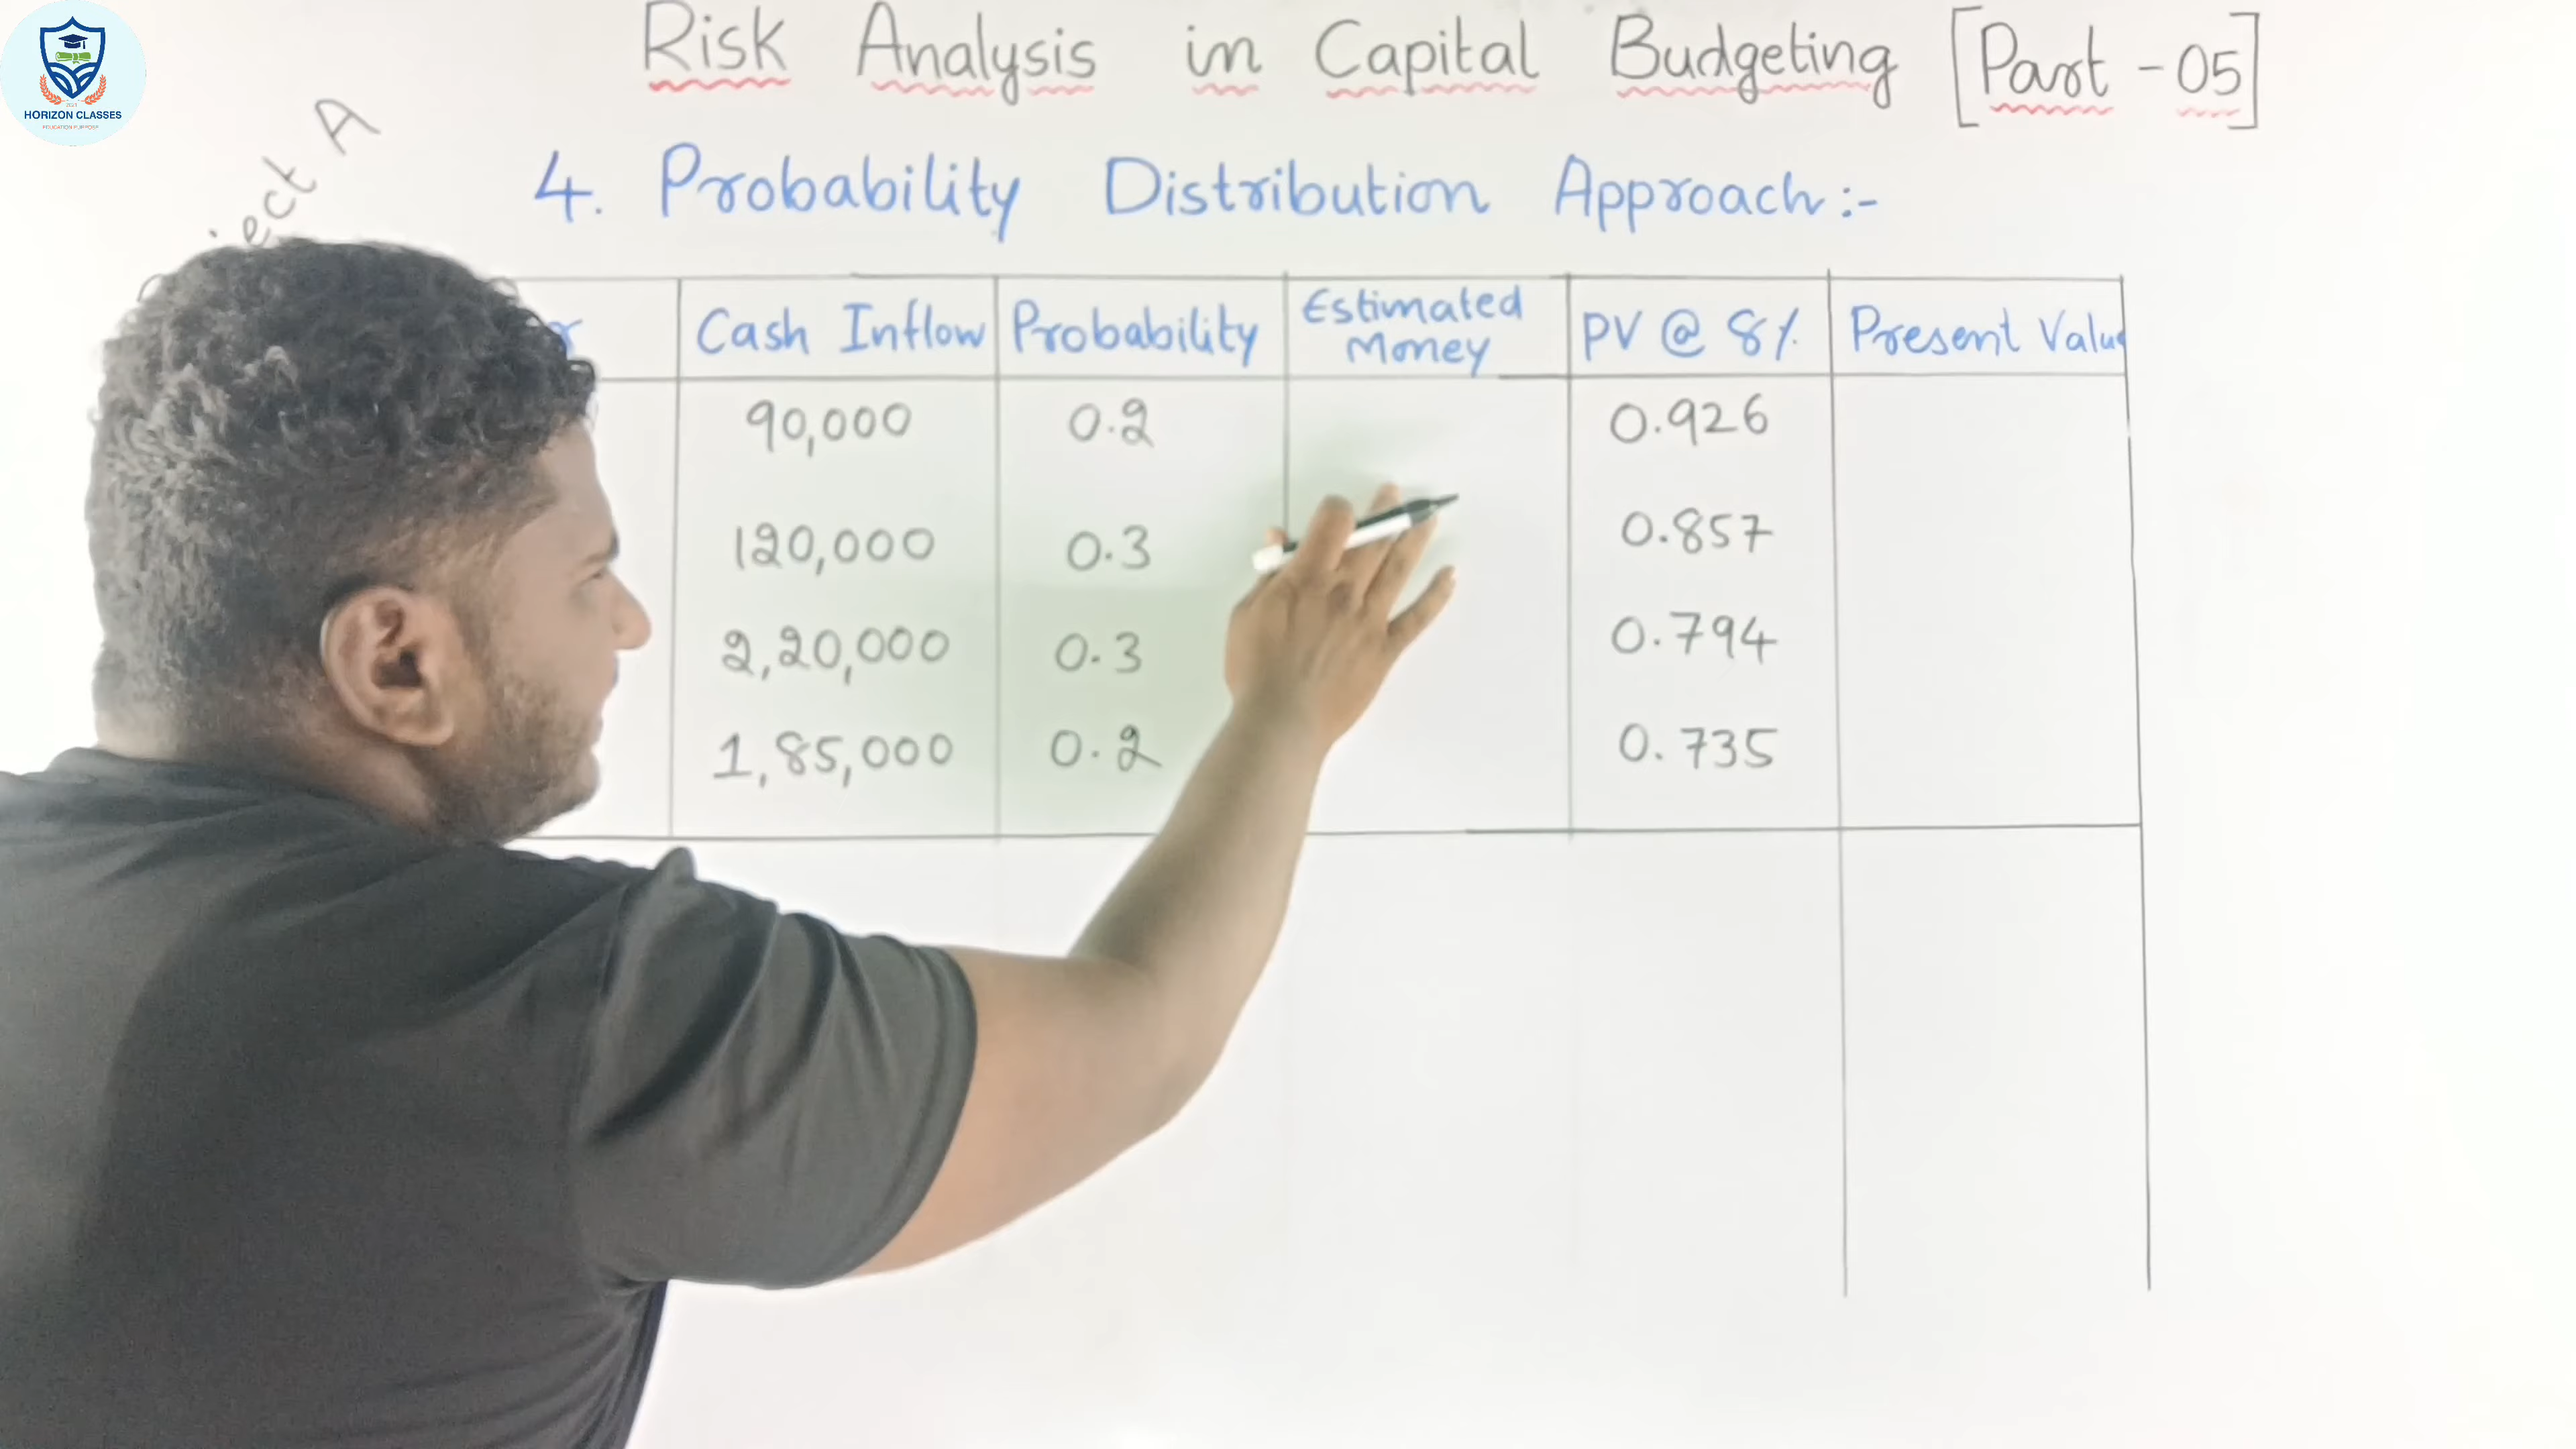 HORIZON CLASSES
Risk Analysis in Capital Budgeting [Part - 05]
A
4. Probability Distribution Approach:-
Cash Inflow Probability Estimated Money PV @ 8% Present Value
90,000 0.2 0.926
120,000 0.3 0.857
2,20,000 0.3 0.794
1,85,000 0.2 0.735